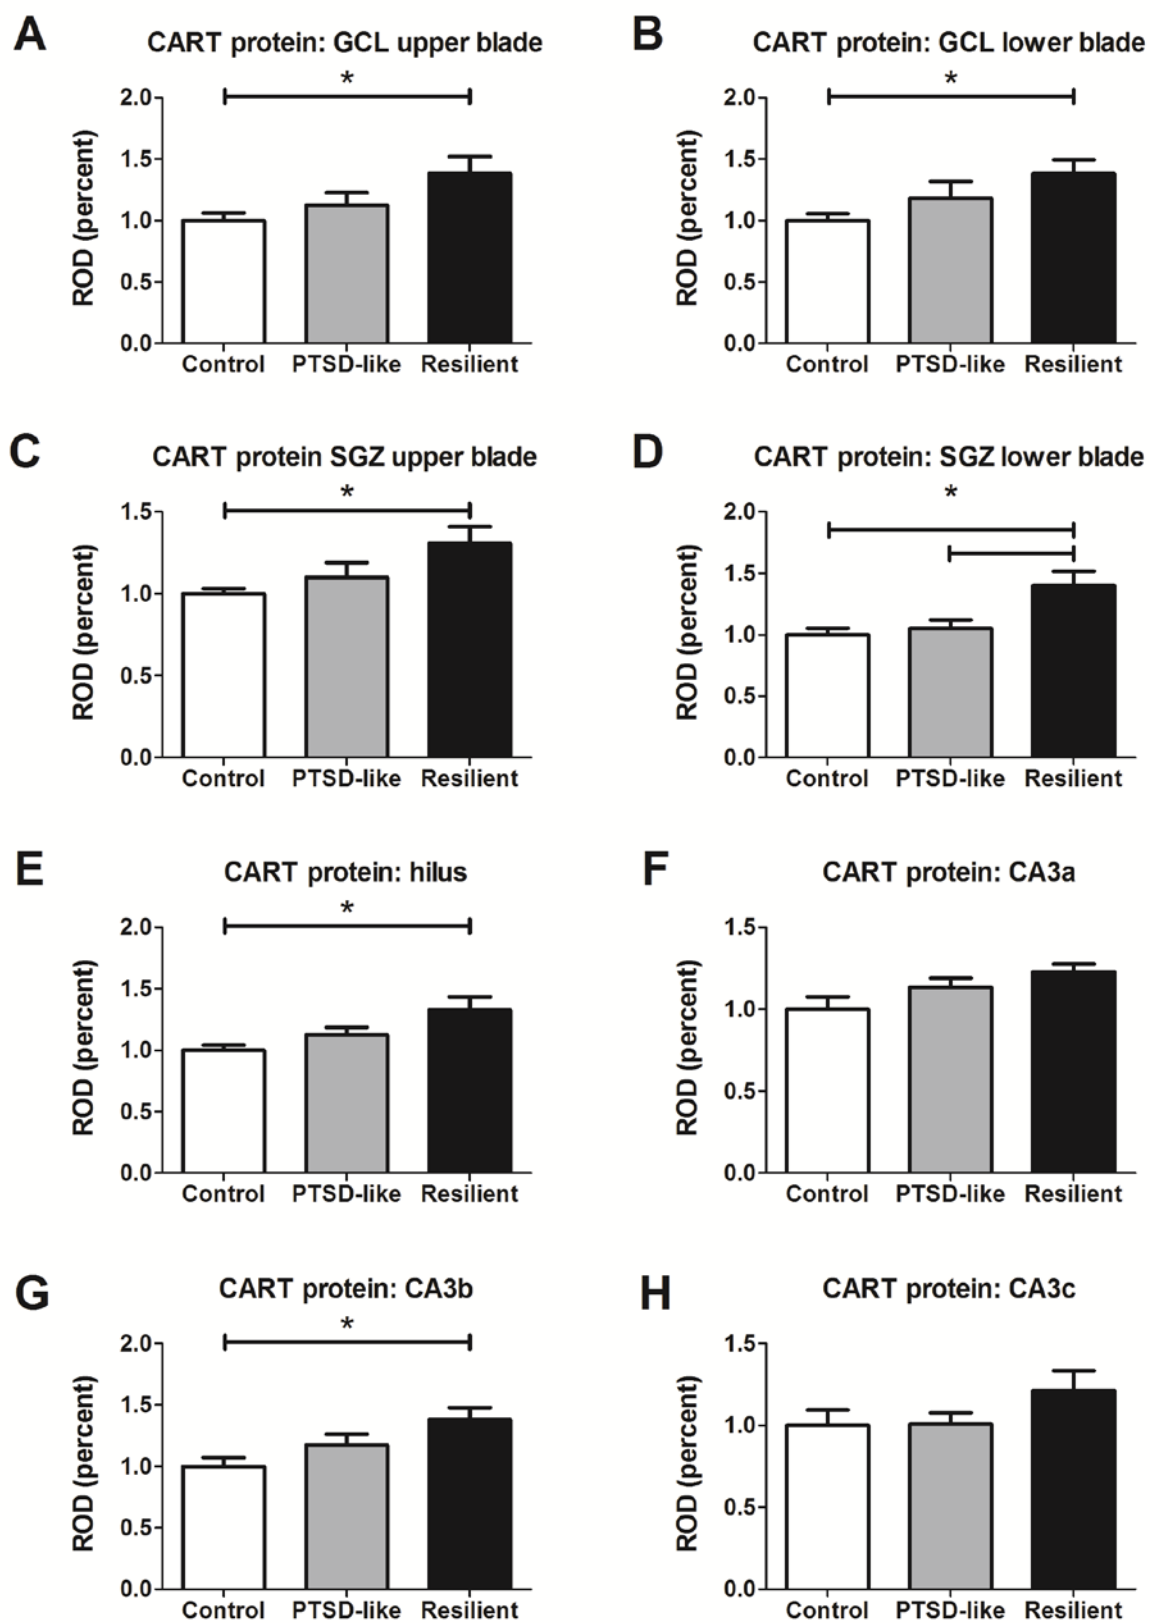 A
CART protein: GCL upper blade
*
2.0
1.5
1.0
0.5
0.0
ROD (percent)
Control PTSD-like Resilient
B
CART protein: GCL lower blade
*
2.0
1.5
1.0
0.5
0.0
ROD (percent)
Control PTSD-like Resilient
C
CART protein SGZ upper blade
*
1.5
1.0
0.5
0.0
ROD (percent)
Control PTSD-like Resilient
D
CART protein: SGZ lower blade
*
2.0
1.5
1.0
0.5
0.0
ROD (percent)
Control PTSD-like Resilient
E
CART protein: hilus
*
2.0
1.5
1.0
0.5
0.0
ROD (percent)
Control PTSD-like Resilient
F
CART protein: CA3a
1.5
1.0
0.5
0.0
ROD (percent)
Control PTSD-like Resilient
G
CART protein: CA3b
*
2.0
1.5
1.0
0.5
0.0
ROD (percent)
Control PTSD-like Resilient
H
CART protein: CA3c
1.5
1.0
0.5
0.0
ROD (percent)
Control PTSD-like Resilient